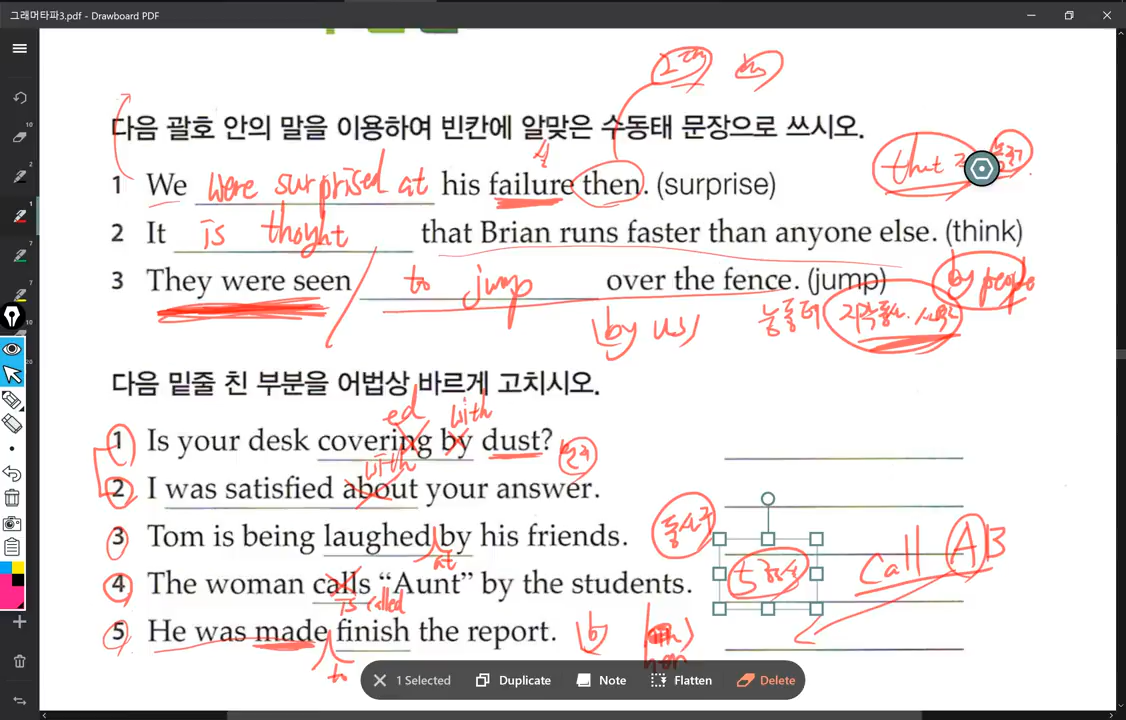 그래머타파3.pdf - Drawboard PDF
다음 괄호 안의 말을 이용하여 빈칸에 알맞은 수동태 문장으로 쓰시오.
that
1 We were surprised at his failure then. (surprise)
2 It is thought that Brian runs faster than anyone else. (think)
3 They were seen to jump over the fence. (jump) by people
by us
능동태
다음 밑줄 친 부분을 어법상 바르게 고치시오.
ed with
1 Is your desk covering by dust?
먼지
with
2 I was satisfied about your answer.
3 Tom is being laughed by his friends.
동사구
at
call A B
4 The woman calls “Aunt” by the students.
5형식
is called
5 He was made finish the report.
to
1 Selected Duplicate Note Flatten Delete